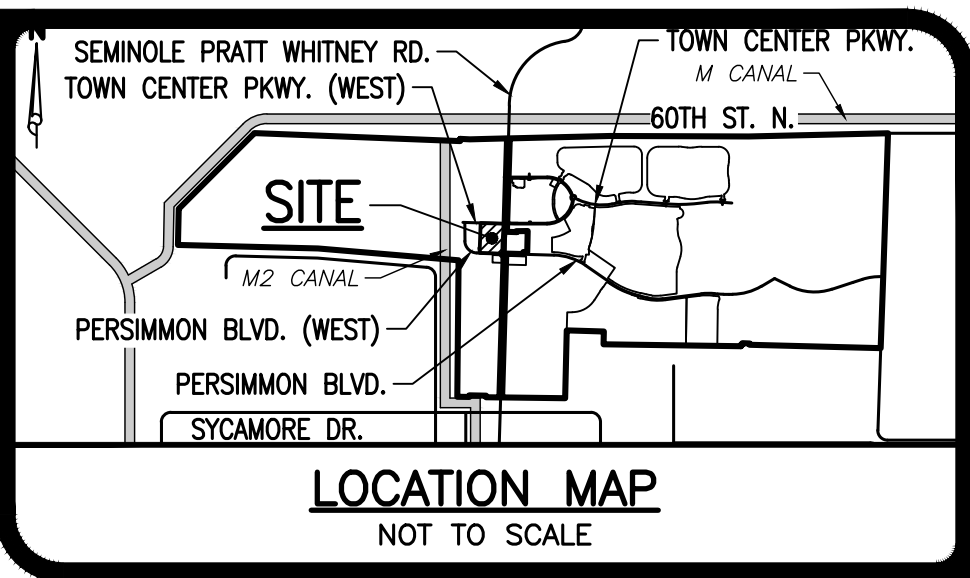 N
SEMINOLE PRATT WHITNEY RD.
TOWN CENTER PKWY.
TOWN CENTER PKWY. (WEST)
M CANAL
60TH ST. N.
SITE
M2 CANAL
PERSIMMON BLVD. (WEST)
PERSIMMON BLVD.
SYCAMORE DR.
LOCATION MAP
NOT TO SCALE